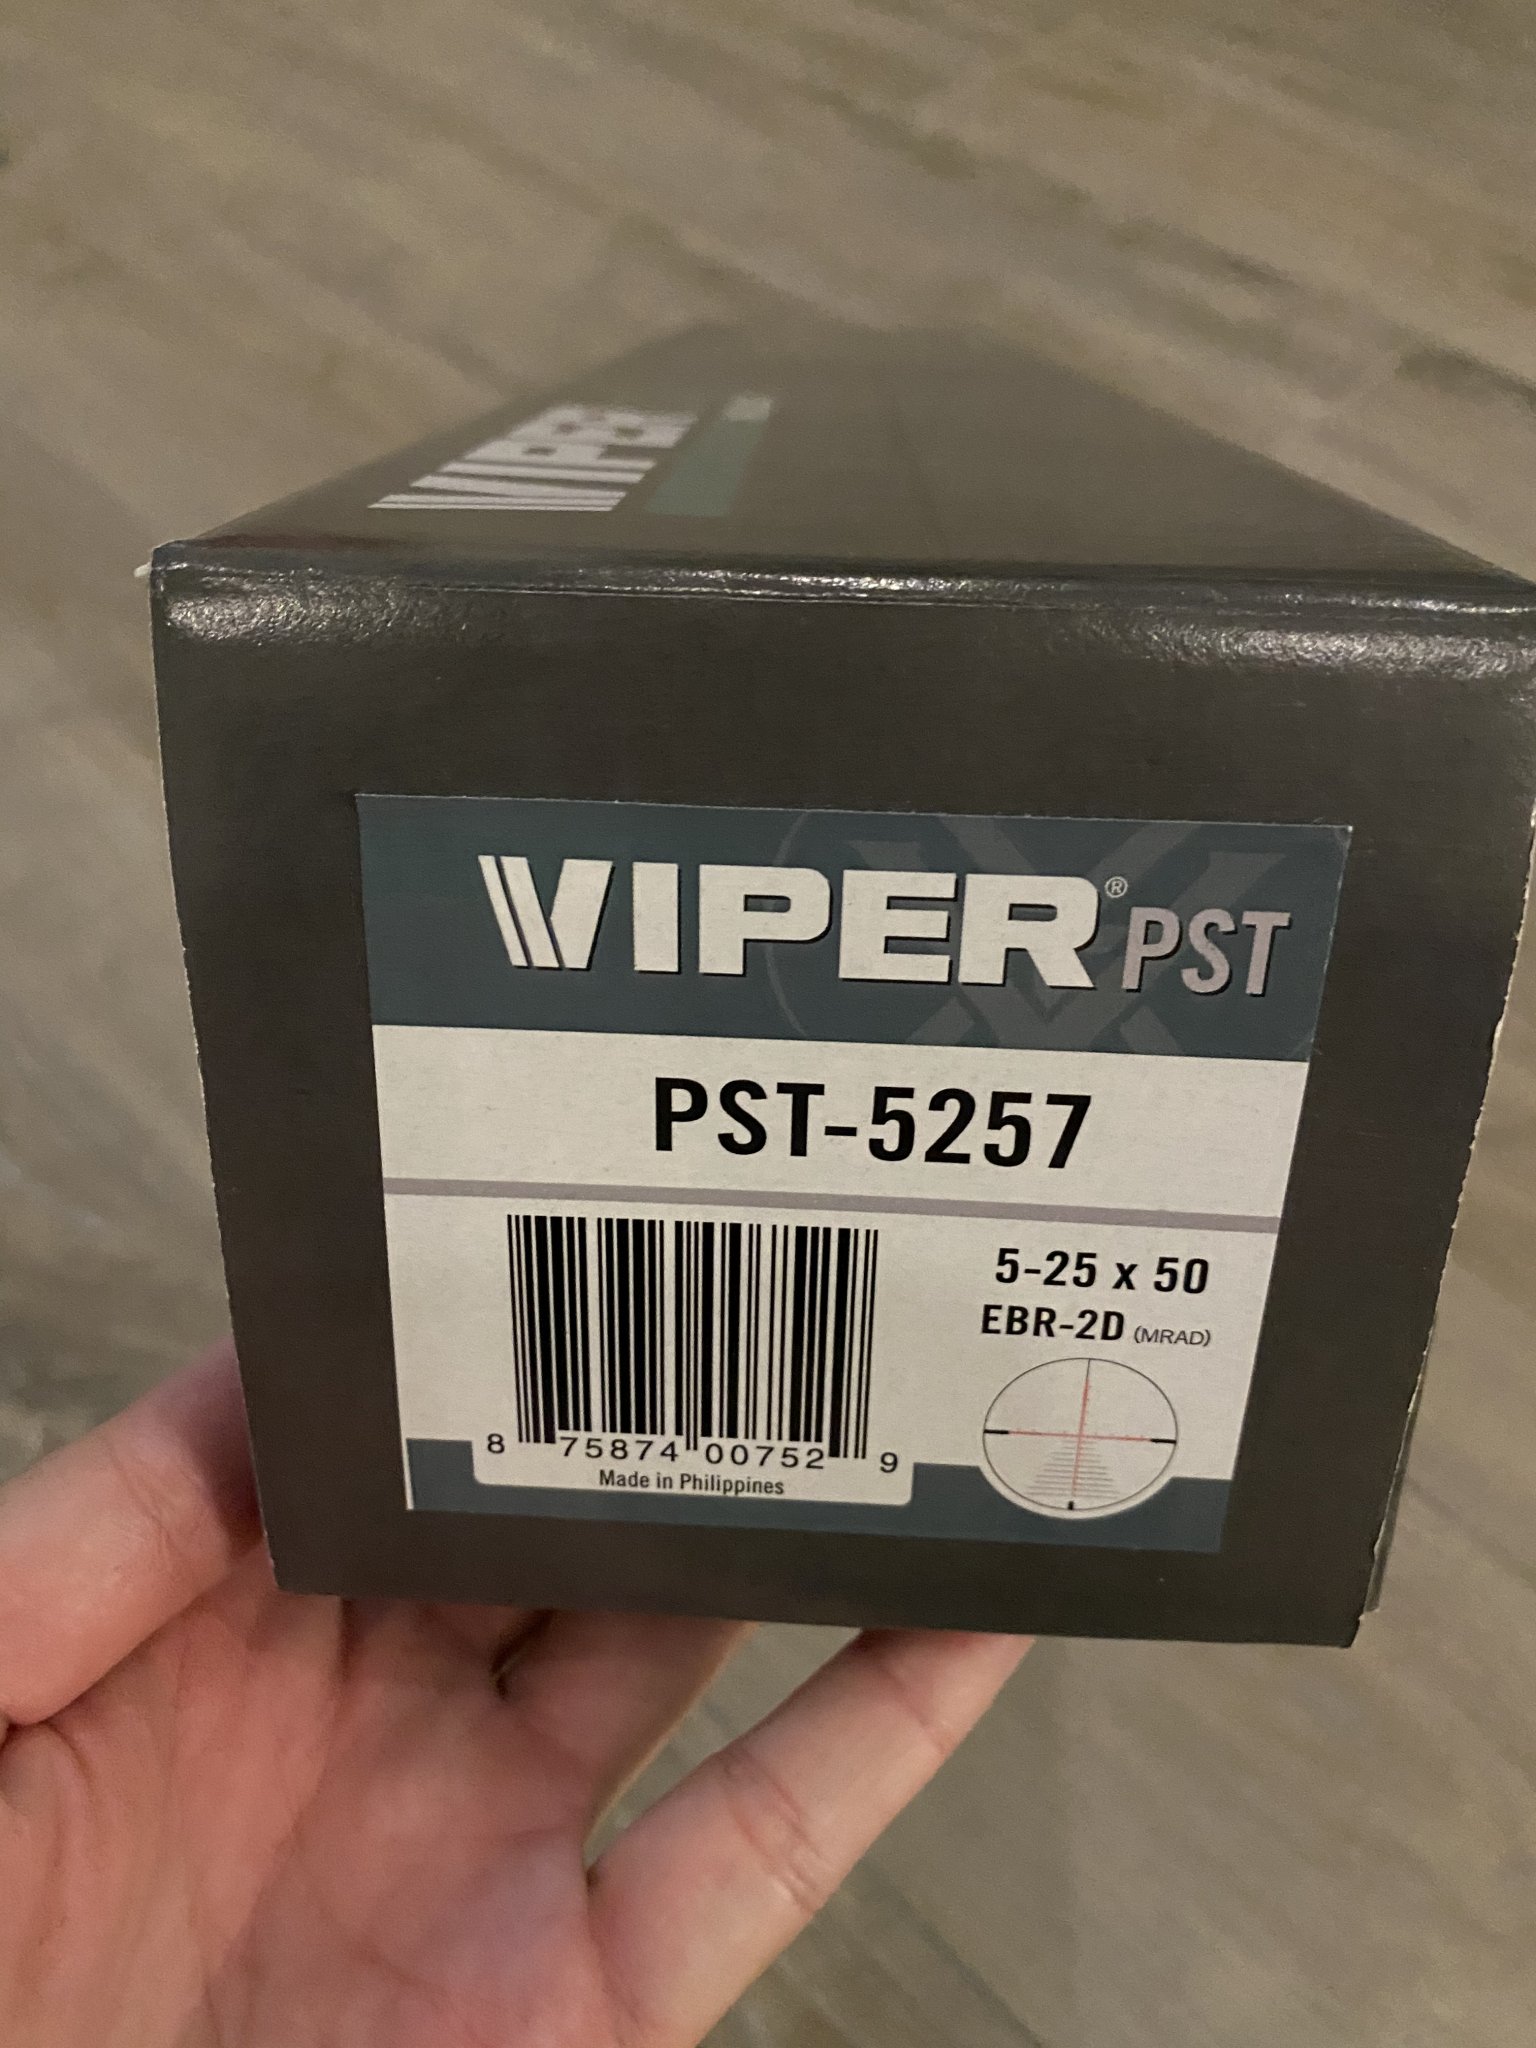 VIPER
VIPER® PST
PST-5257
5-25 x 50
EBR-2D (MRAD)
8 75874 00752 9
Made in Philippines